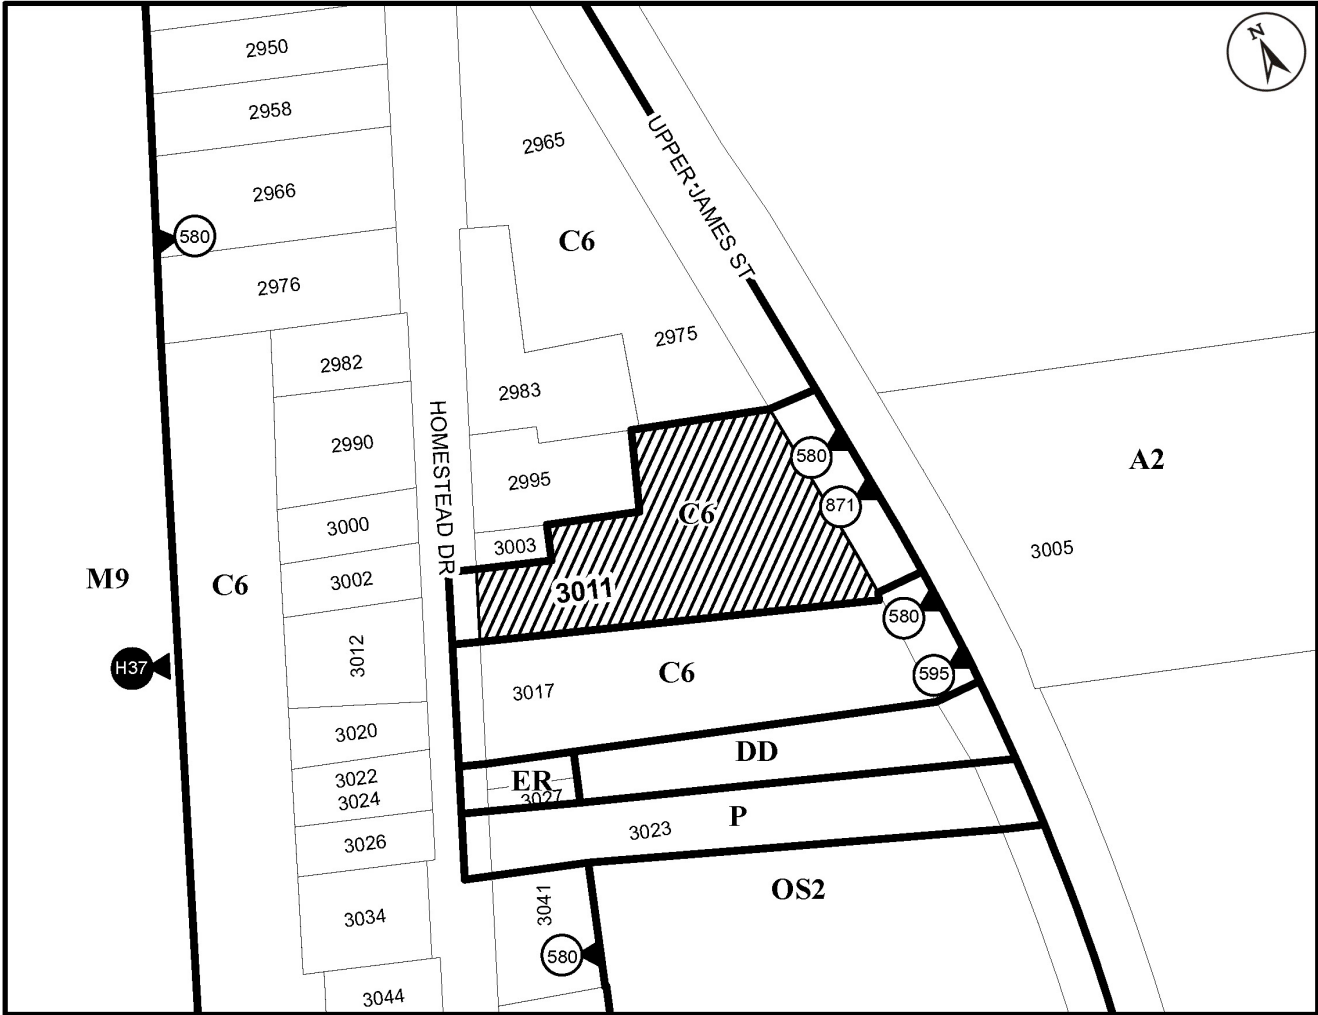 2950
N
2958
2965
UPPER JAMES ST
2966
580
C6
2976
2975
2982
2983
HOMESTEAD DR
2990
580
A2
2995
871
C6
3000
3003
3005
M9
C6
3002
3011
580
3012
H37
C6
595
3017
3020
DD
3022
ER
3024
3027
P
3023
3026
OS2
3041
3034
580
3044